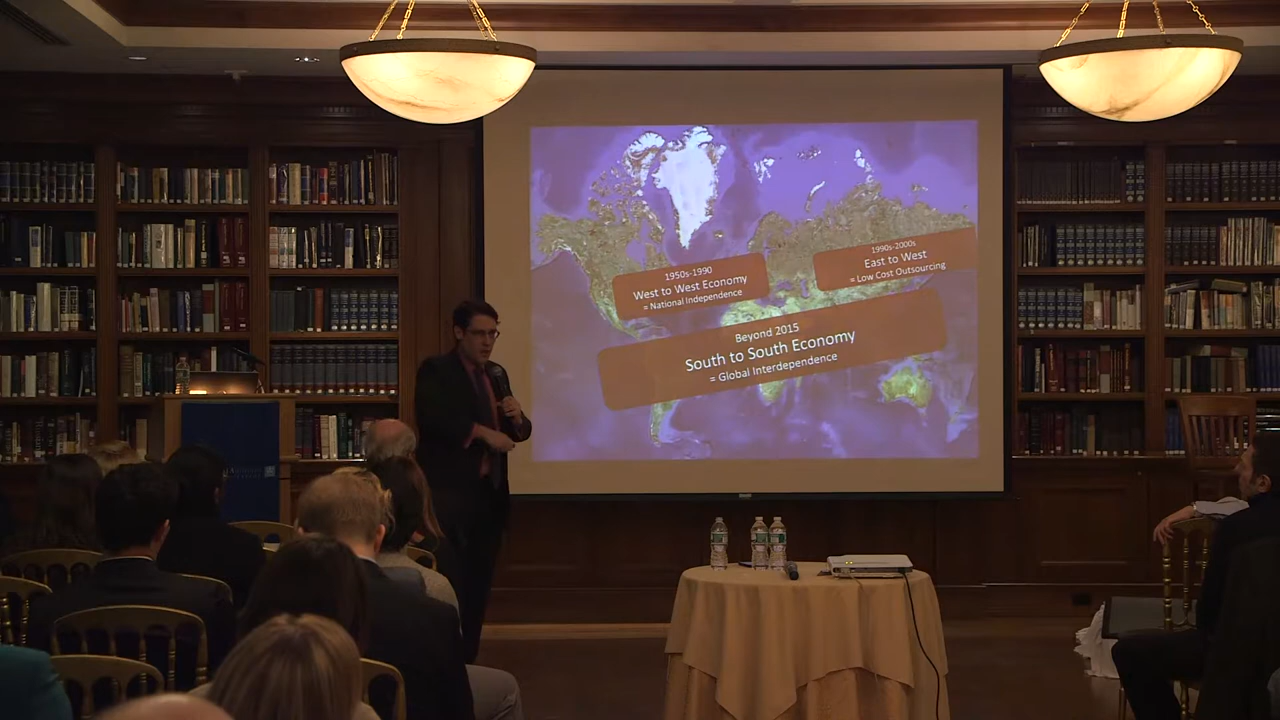 1950s-1990
West to West Economy
= National Independence
1990s-2000s
East to West
= Low Cost Outsourcing
Beyond 2015
South to South Economy
= Global Interdependence